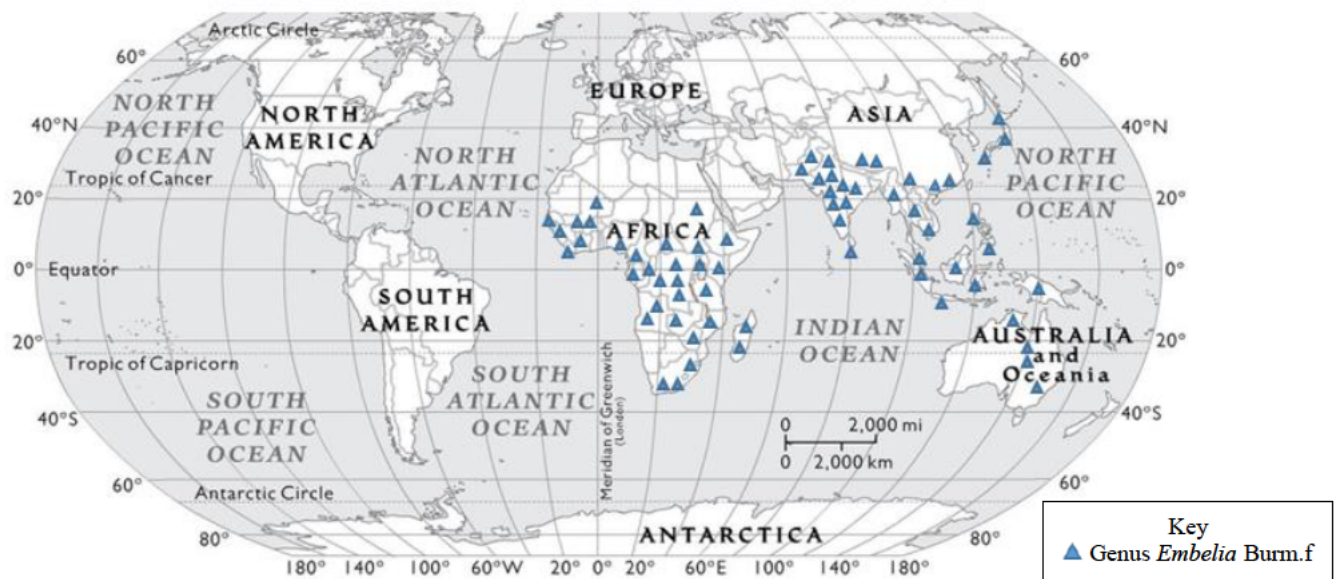 Arctic Circle
60°
60°
EUROPE
NORTH
PACIFIC
OCEAN
NORTH
AMERICA
ASIA
40°N
40°N
NORTH
ATLANTIC
OCEAN
NORTH
PACIFIC
OCEAN
Tropic of Cancer
20°
20°
AFRICA
0°
Equator
0°
SOUTH
AMERICA
INDIAN
OCEAN
AUSTRALIA
and
Oceania
20°
20°
Tropic of Capricorn
SOUTH
PACIFIC
OCEAN
SOUTH
ATLANTIC
OCEAN
Meridian of Greenwich
(London)
40°S
40°S
0 2,000 mi
0 2,000 km
60°
60°
Antarctic Circle
80°
80°
ANTARCTICA
180° 140° 100° 60°W 20° 0° 20° 60°E 100° 140° 180°
Key
Genus Embelia Burm.f